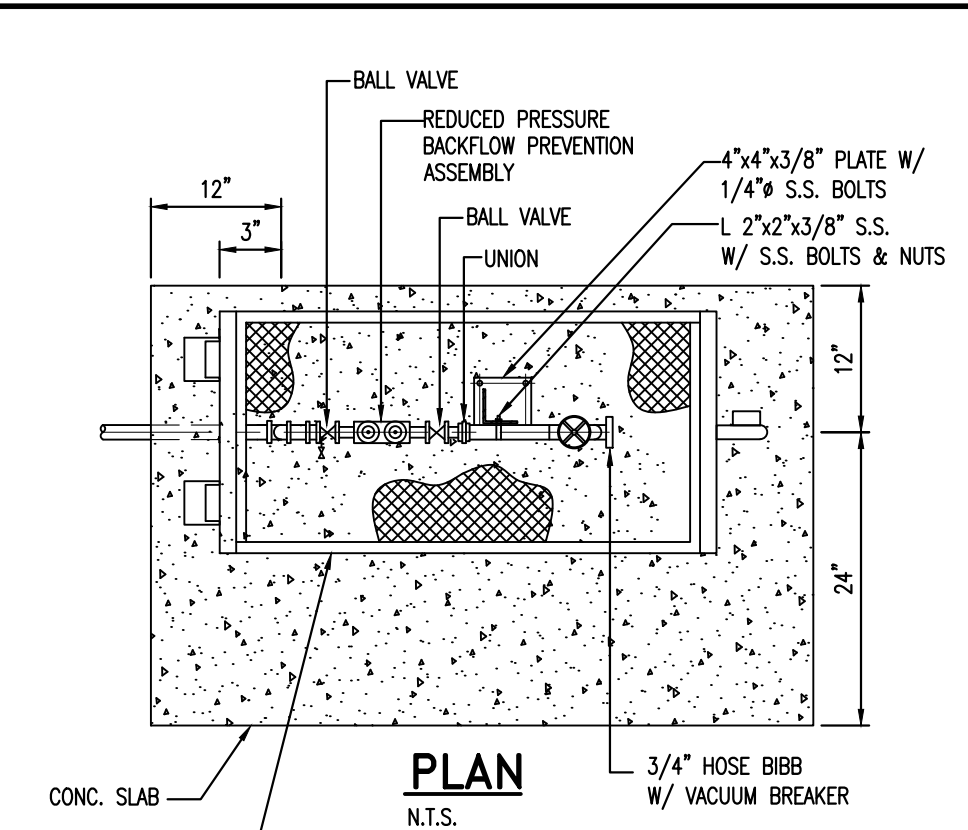 BALL VALVE
REDUCED PRESSURE
BACKFLOW PREVENTION
ASSEMBLY
4"x4"x3/8" PLATE W/
1/4"ø S.S. BOLTS
12"
3"
BALL VALVE
L 2"x2"x3/8" S.S.
W/ S.S. BOLTS & NUTS
UNION
12"
24"
PLAN
N.T.S.
CONC. SLAB
3/4" HOSE BIBB
W/ VACUUM BREAKER